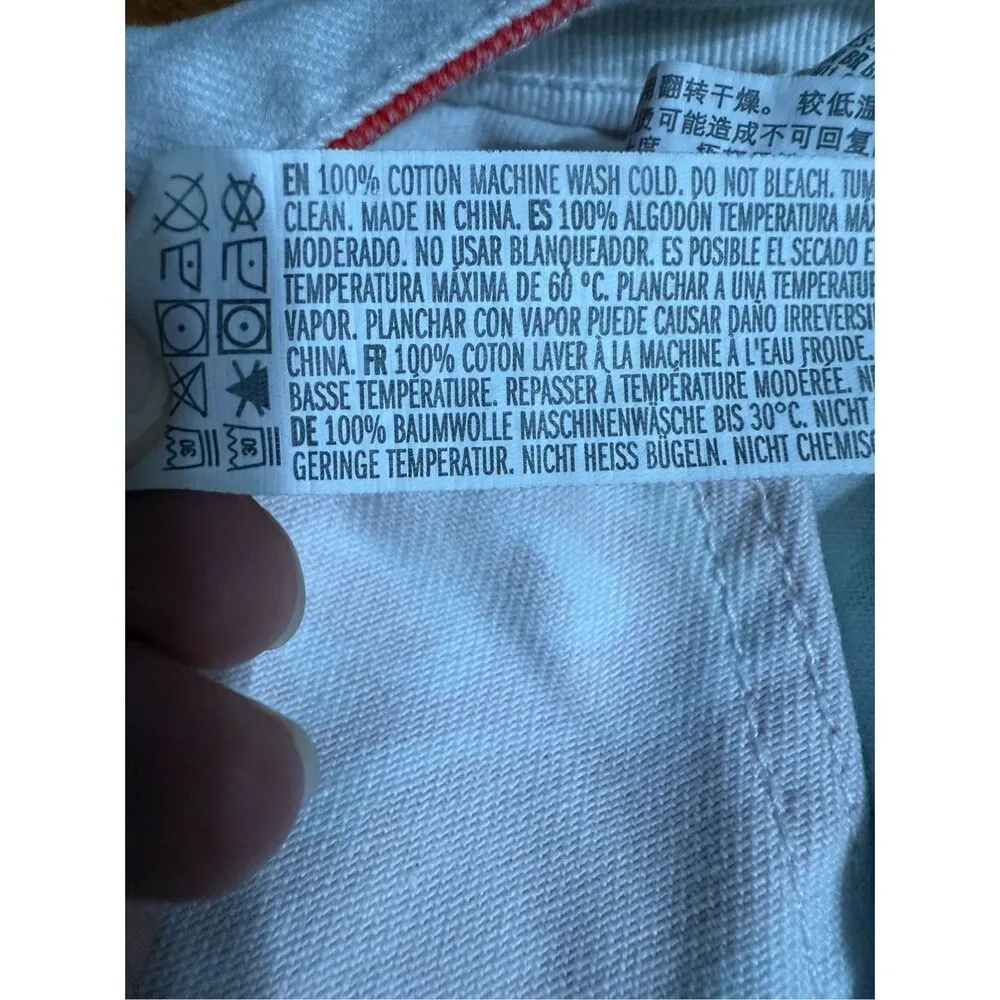 翻转干燥。 较低温
可能造成不可回复
EN 100% COTTON MACHINE WASH COLD. DO NOT BLEACH. TUM
CLEAN. MADE IN CHINA. ES 100% ALGODÓN TEMPERATURA MÁX
MODERADO. NO USAR BLANQUEADOR. ES POSIBLE EL SECADO E
TEMPERATURA MÁXIMA DE 60 °C. PLANCHAR A UNA TEMPERATUR
VAPOR. PLANCHAR CON VAPOR PUEDE CAUSAR DAÑO IRREVERSI
CHINA. FR 100% COTON LAVER À LA MACHINE À L'EAU FROIDE.
BASSE TEMPÉRATURE. REPASSER À TEMPÉRATURE MODÉRÉE. N
DE 100% BAUMWOLLE MASCHINENWÄSCHE BIS 30°C. NICHT
GERINGE TEMPERATUR. NICHT HEISS BÜGELN. NICHT CHEMISC
30 30